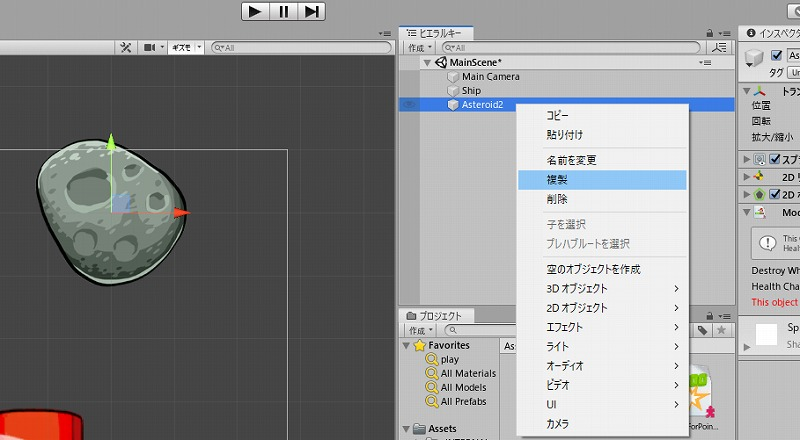 ヒエラルキー
インスペク
ギズモ
All
作成
All
MainScene*
Main Camera
Ship
Asteroid2
タグ
トラン
位置
回転
拡大/縮小
スプ
2D リ
2D ポ
コピー
貼り付け
名前を変更
複製
削除
子を選択
プレハブルートを選択
空のオブジェクトを作成
3D オブジェクト
2D オブジェクト
エフェクト
ライト
オーディオ
ビデオ
UI
カメラ
This
Heal
Destroy Wh
Health Cha
This object
Sp
Sha
プロジェクト
作成
Favorites
play
All Materials
All Models
All Prefabs
Assets
As
ForPoin...